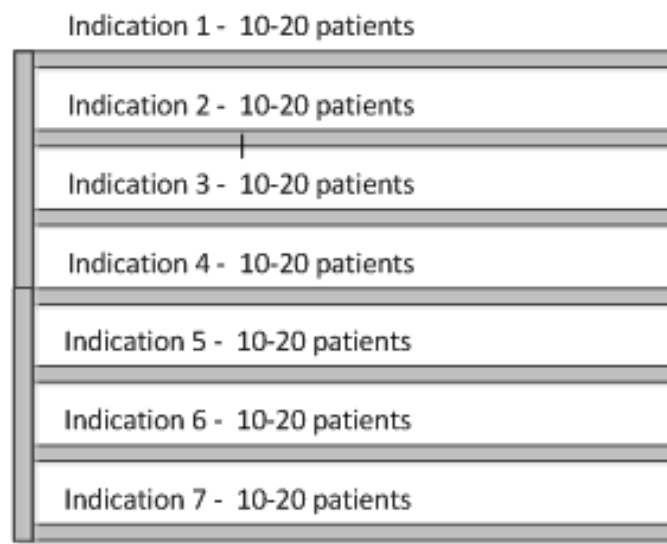 Indication 1 - 10-20 patients
Indication 2 - 10-20 patients
Indication 3 - 10-20 patients
Indication 4 - 10-20 patients
Indication 5 - 10-20 patients
Indication 6 - 10-20 patients
Indication 7 - 10-20 patients